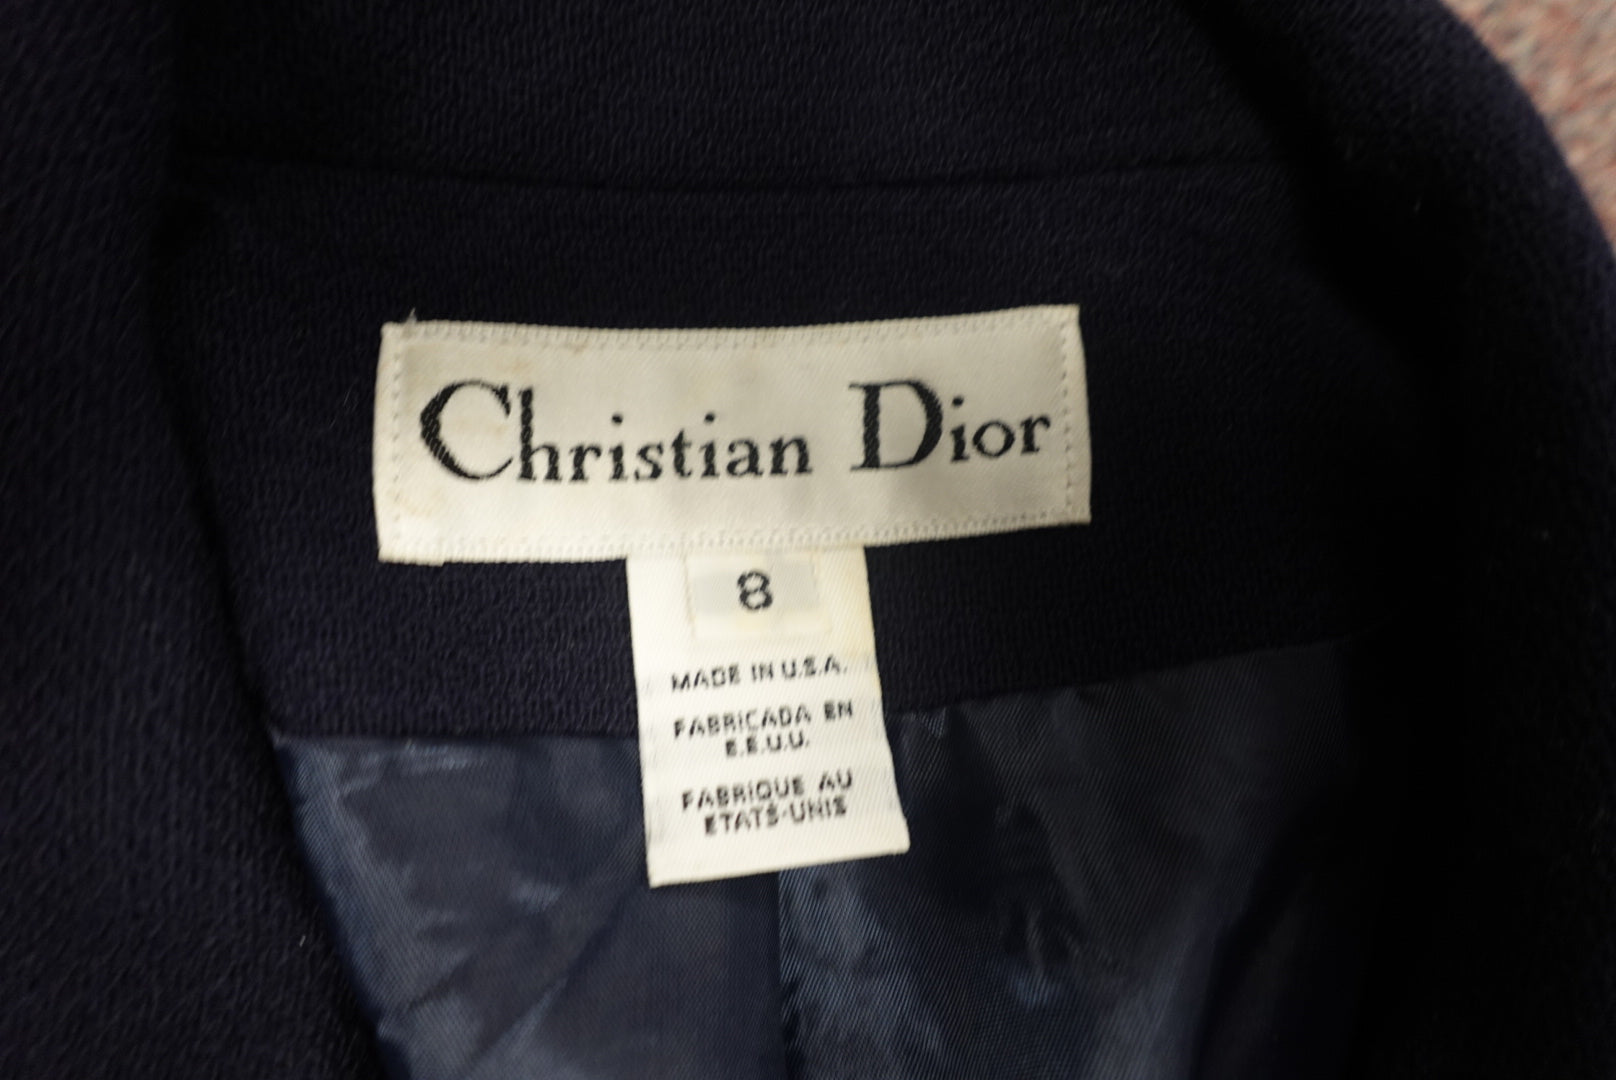 Christian Dior
8
MADE IN U.S.A.
FABRICADA EN
E.E.U.U.
FABRIQUE AU
ETATS-UNIS